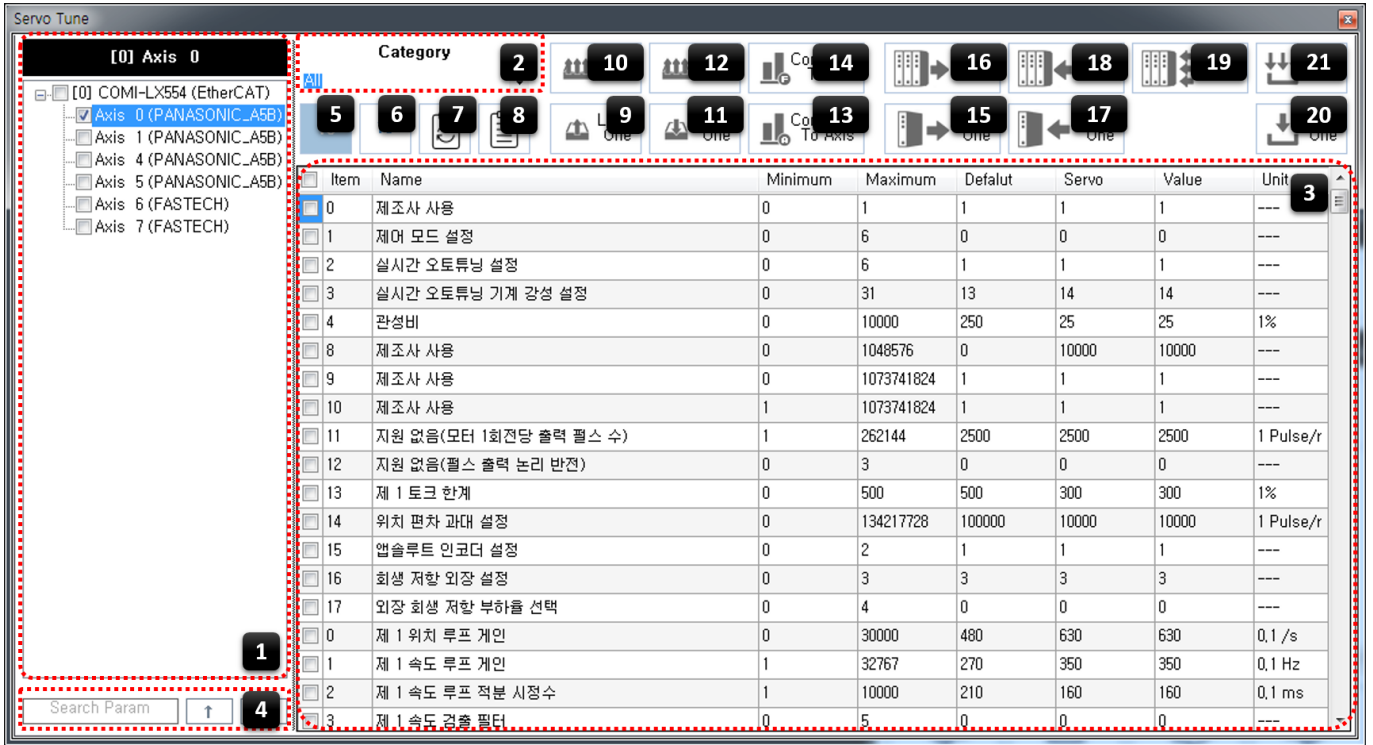 Servo Tune
[0] Axis 0
Category
All
2
10
12
14
16
18
19
21
5
6
7
8
9
One
11
One
13
To Axis
15
One
17
One
20
One
[0] COMI-LX554 (EtherCAT)
Axis 0 (PANASONIC_A5B)
Axis 1 (PANASONIC_A5B)
Axis 4 (PANASONIC_A5B)
Axis 5 (PANASONIC_A5B)
Axis 6 (FASTECH)
Axis 7 (FASTECH)
1
Search Param ↑ 4
Item Name Minimum Maximum Defalut Servo Value Unit 3
0 제조사 사용 0 1 1 1 1 ---
1 제어 모드 설정 0 6 0 0 0 ---
2 실시간 오토튜닝 설정 0 6 1 1 1 ---
3 실시간 오토튜닝 기계 강성 설정 0 31 13 14 14 ---
4 관성비 0 10000 250 25 25 1%
8 제조사 사용 0 1048576 0 10000 10000 ---
9 제조사 사용 0 1073741824 1 1 1 ---
10 제조사 사용 1 1073741824 1 1 1 ---
11 지원 없음(모터 1회전당 출력 펄스 수) 1 262144 2500 2500 2500 1 Pulse/r
12 지원 없음(펄스 출력 논리 반전) 0 3 0 0 0 ---
13 제 1 토크 한계 0 500 500 300 300 1%
14 위치 편차 과대 설정 0 134217728 100000 10000 10000 1 Pulse/r
15 앱솔루트 인코더 설정 0 2 1 1 1 ---
16 회생 저항 외장 설정 0 3 3 3 3 ---
17 외장 회생 저항 부하율 선택 0 4 0 0 0 ---
0 제 1 위치 루프 게인 0 30000 480 630 630 0,1 /s
1 제 1 속도 루프 게인 1 32767 270 350 350 0,1 Hz
2 제 1 속도 루프 적분 시정수 1 10000 210 160 160 0,1 ms
3 제 1 속도 검출 필터 0 5 0 0 0 ---